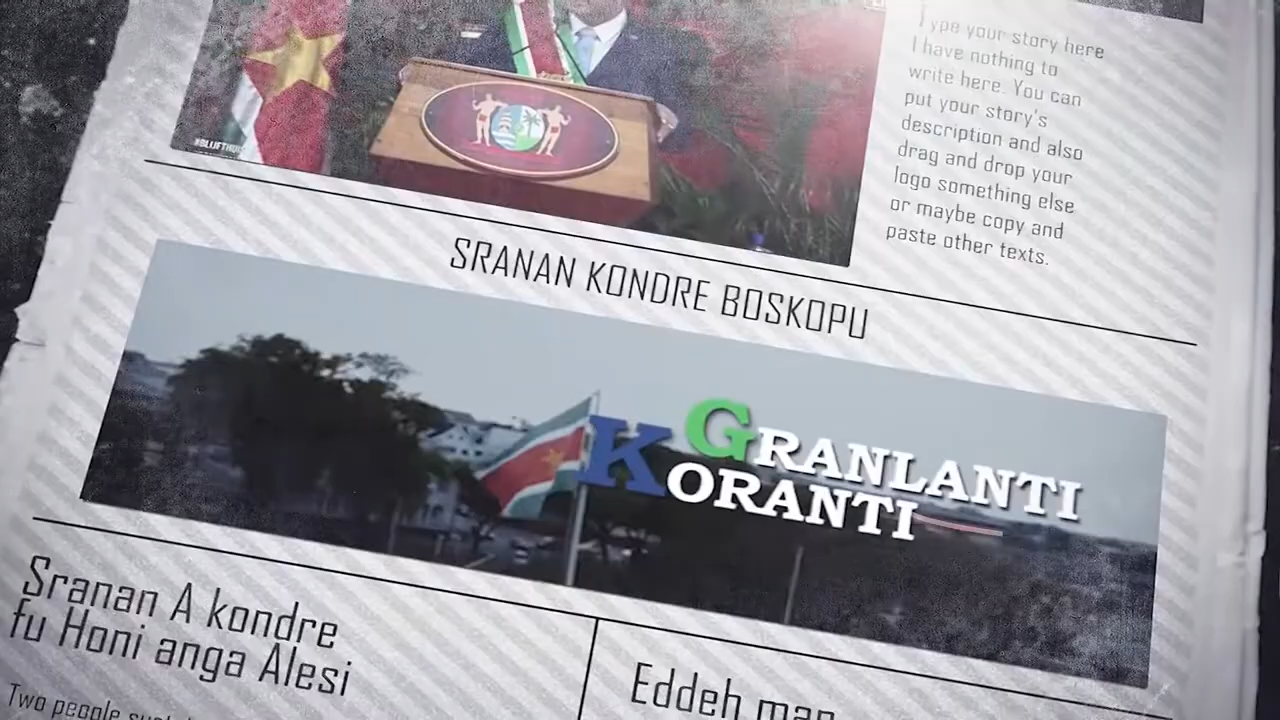 Type your story here
I have nothing to
write here. You can
put your story's
description and also
drag and drop your
logo something else
or maybe copy and
paste other texts.
SRANAN KONDRE BOSKOPU
GRANLANTI
KORANTI
Sranan A kondre
fu Honi anga Alesi
Two people
Eddeh man